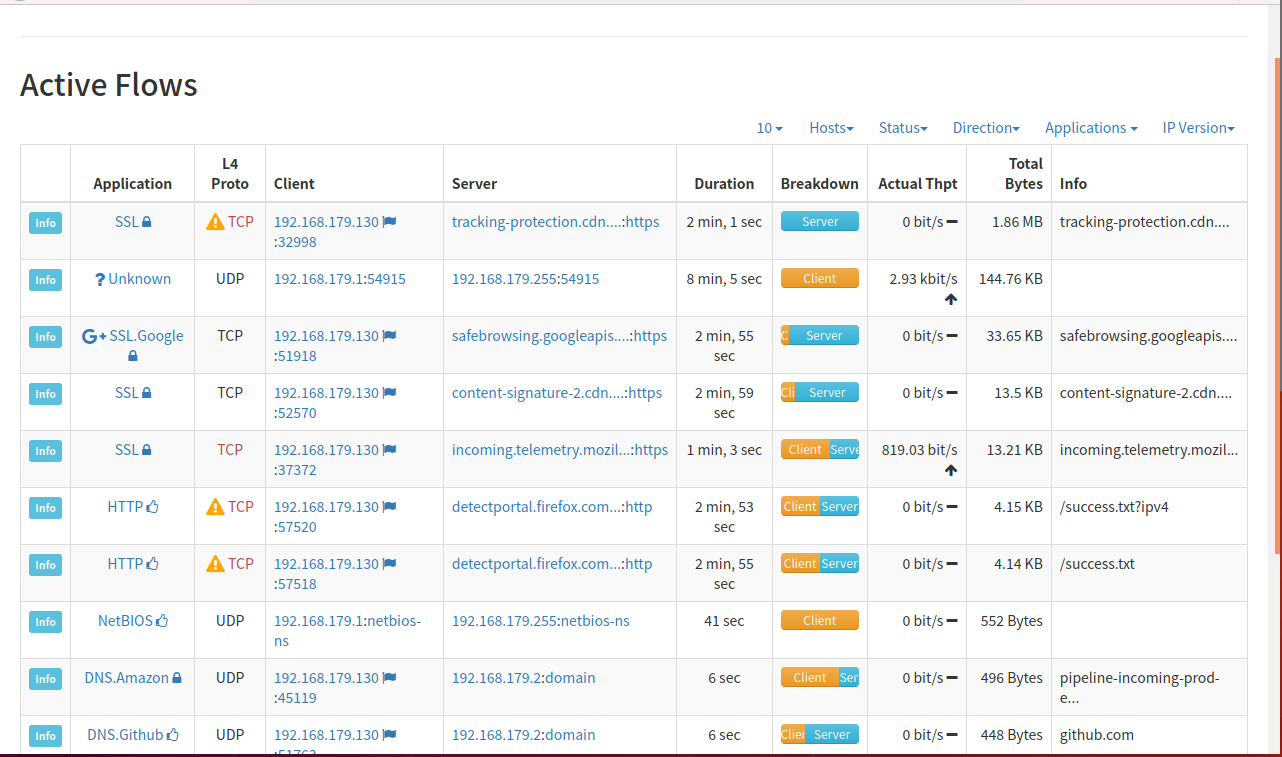 Active Flows
10 Hosts Status Direction Applications IP Version
Application L4 Proto Client Server Duration Breakdown Actual Thpt Total Bytes Info
Info SSL TCP 192.168.179.130 tracking-protection.cdn....:https 2 min, 1 sec Server 0 bit/s 1.86 MB tracking-protection.cdn....
:32998
Info Unknown UDP 192.168.179.1:54915 192.168.179.255:54915 8 min, 5 sec Client 2.93 kbit/s 144.76 KB
Info G+ SSL.Google TCP 192.168.179.130 safebrowsing.googleapis....:https 2 min, 55 C Server 0 bit/s 33.65 KB safebrowsing.googleapis....
:51918 sec
Info SSL TCP 192.168.179.130 content-signature-2.cdn....:https 2 min, 59 Cli Server 0 bit/s 13.5 KB content-signature-2.cdn....
:52570 sec
Info SSL TCP 192.168.179.130 incoming.telemetry.mozil...:https 1 min, 3 sec Client Serve 819.03 bit/s 13.21 KB incoming.telemetry.mozil...
:37372
Info HTTP TCP 192.168.179.130 detectportal.firefox.com...:http 2 min, 53 Client Server 0 bit/s 4.15 KB /success.txt?ipv4
:57520 sec
Info HTTP TCP 192.168.179.130 detectportal.firefox.com...:http 2 min, 55 Client Server 0 bit/s 4.14 KB /success.txt
:57518 sec
Info NetBIOS UDP 192.168.179.1:netbios- 192.168.179.255:netbios-ns 41 sec Client 0 bit/s 552 Bytes
ns
Info DNS.Amazon UDP 192.168.179.130 192.168.179.2:domain 6 sec Client Ser 0 bit/s 496 Bytes pipeline-incoming-prod-
:45119 e...
Info DNS.Github UDP 192.168.179.130 192.168.179.2:domain 6 sec Clier Server 0 bit/s 448 Bytes github.com